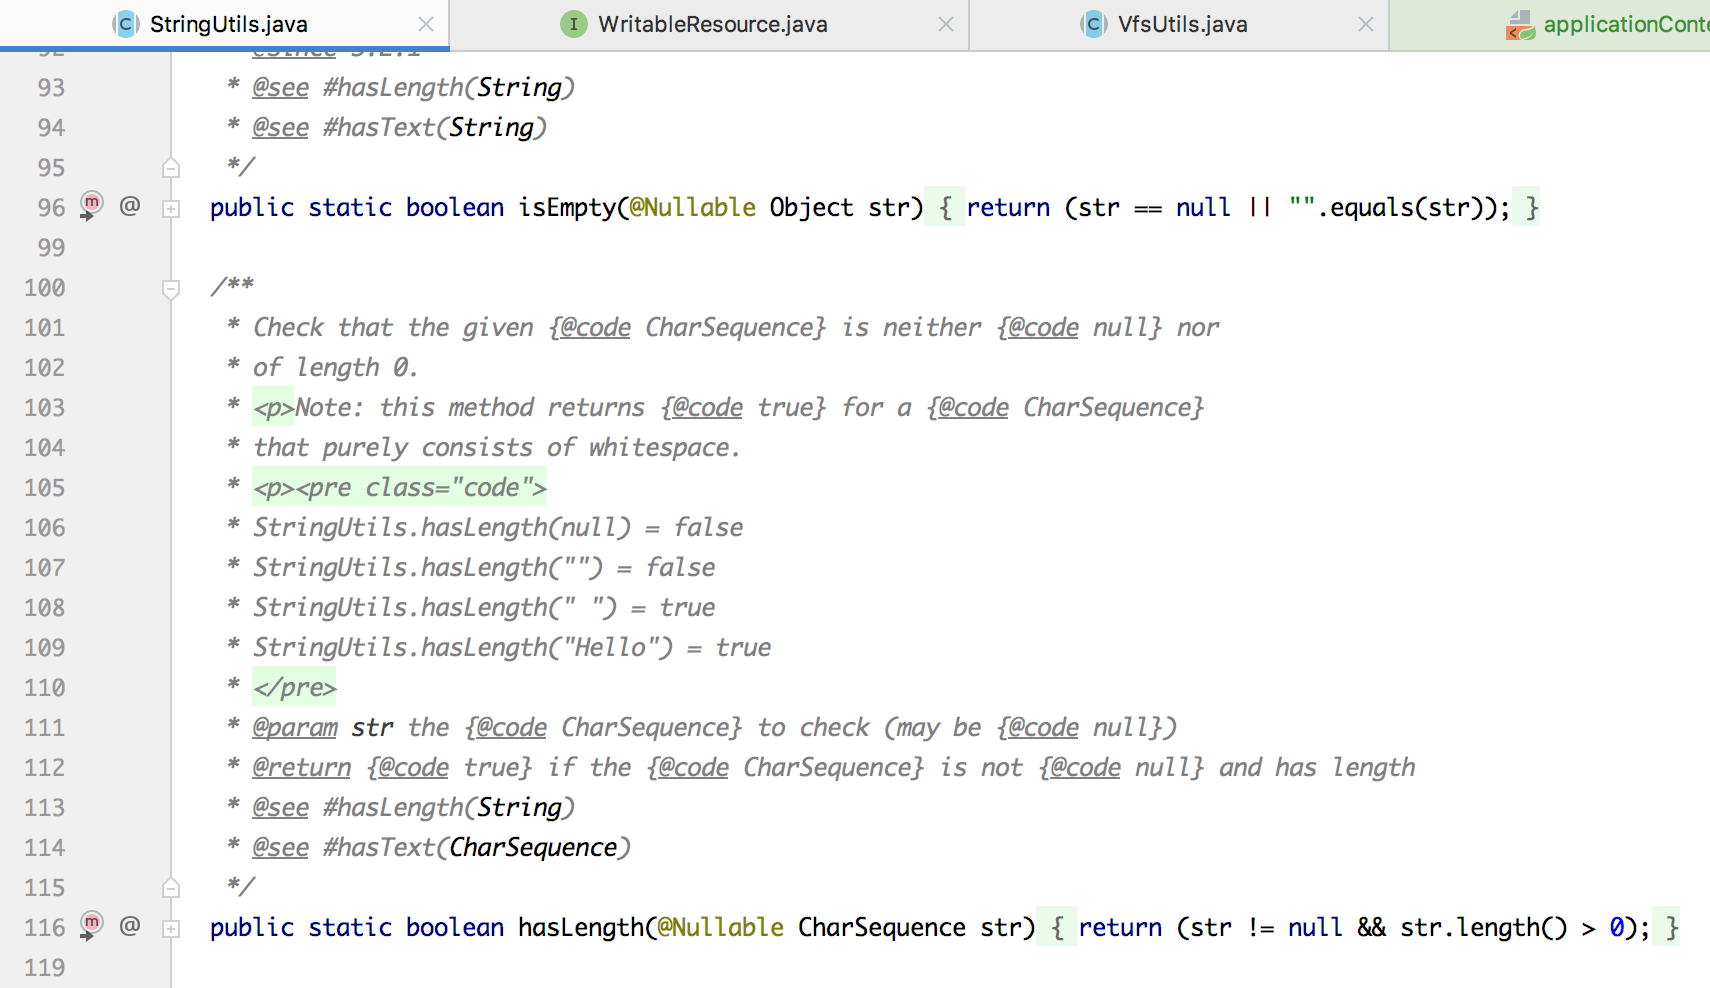 StringUtils.java WritableResource.java VfsUtils.java applicationConte
92 @since 3.2.1
93 * @see #hasLength(String)
94 * @see #hasText(String)
95 */
96 public static boolean isEmpty(@Nullable Object str) { return (str == null || "".equals(str)); }
99
100 /**
101 * Check that the given {@code CharSequence} is neither {@code null} nor
102 * of length 0.
103 * <p>Note: this method returns {@code true} for a {@code CharSequence}
104 * that purely consists of whitespace.
105 * <p><pre class="code">
106 * StringUtils.hasLength(null) = false
107 * StringUtils.hasLength("") = false
108 * StringUtils.hasLength(" ") = true
109 * StringUtils.hasLength("Hello") = true
110 * </pre>
111 * @param str the {@code CharSequence} to check (may be {@code null})
112 * @return {@code true} if the {@code CharSequence} is not {@code null} and has length
113 * @see #hasLength(String)
114 * @see #hasText(CharSequence)
115 */
116 public static boolean hasLength(@Nullable CharSequence str) { return (str != null && str.length() > 0); }
119